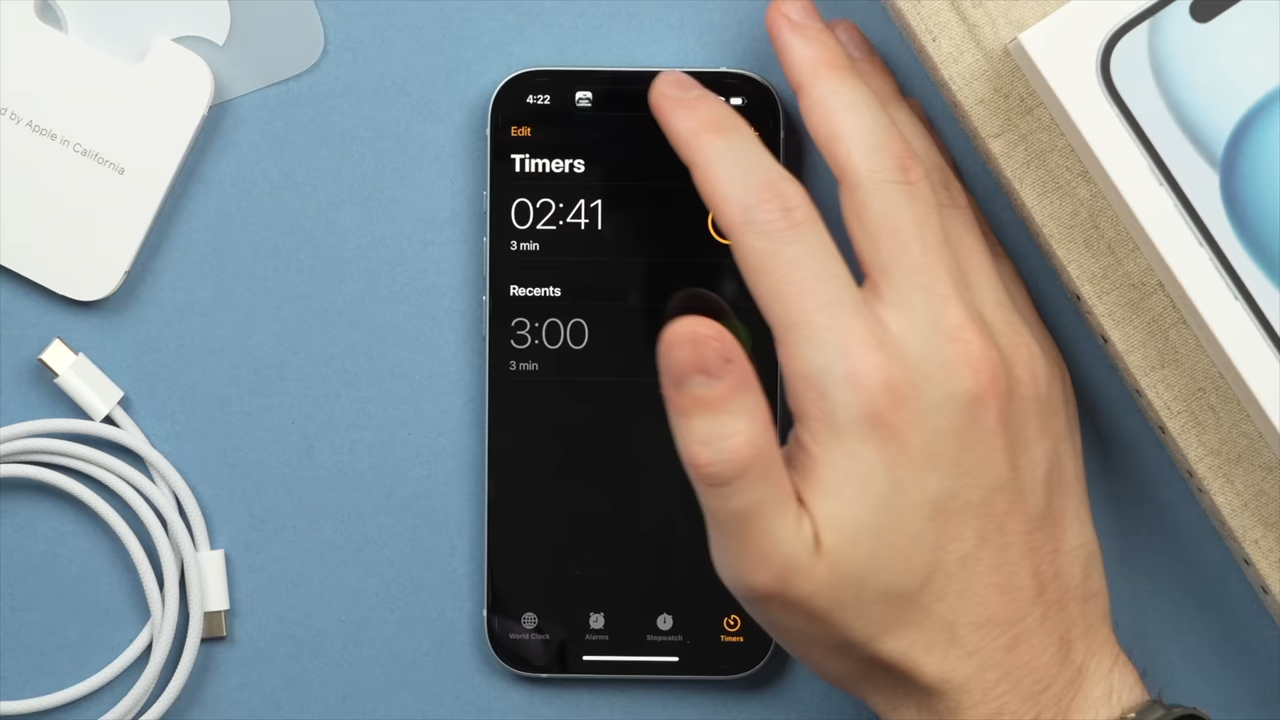 d by Apple in California
4:22
Edit
Timers
02:41
3 min
Recents
3:00
3 min
World Clock
Alarms
Stopwatch
Timers